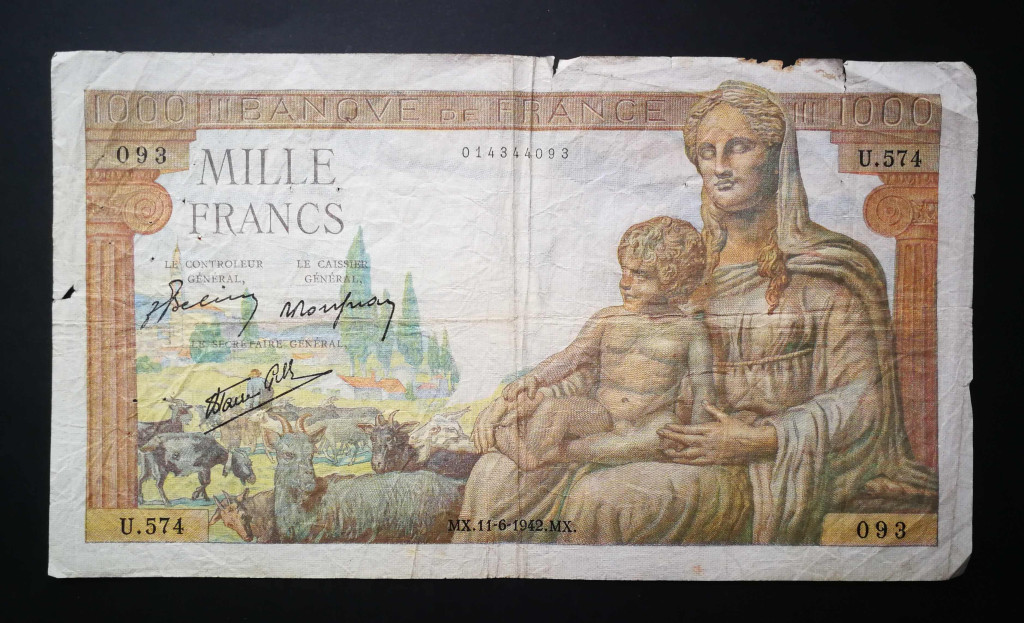 1000 BANQVE DE FRANCE 1000
093 014344093 U.574
MILLE
FRANCS
LE CONTROLEUR LE CAISSIER
GÉNÉRAL, GÉNÉRAL,
LE SECRÉTAIRE GÉNÉRAL,
U.574 MX.11-6-1942.MX. 093